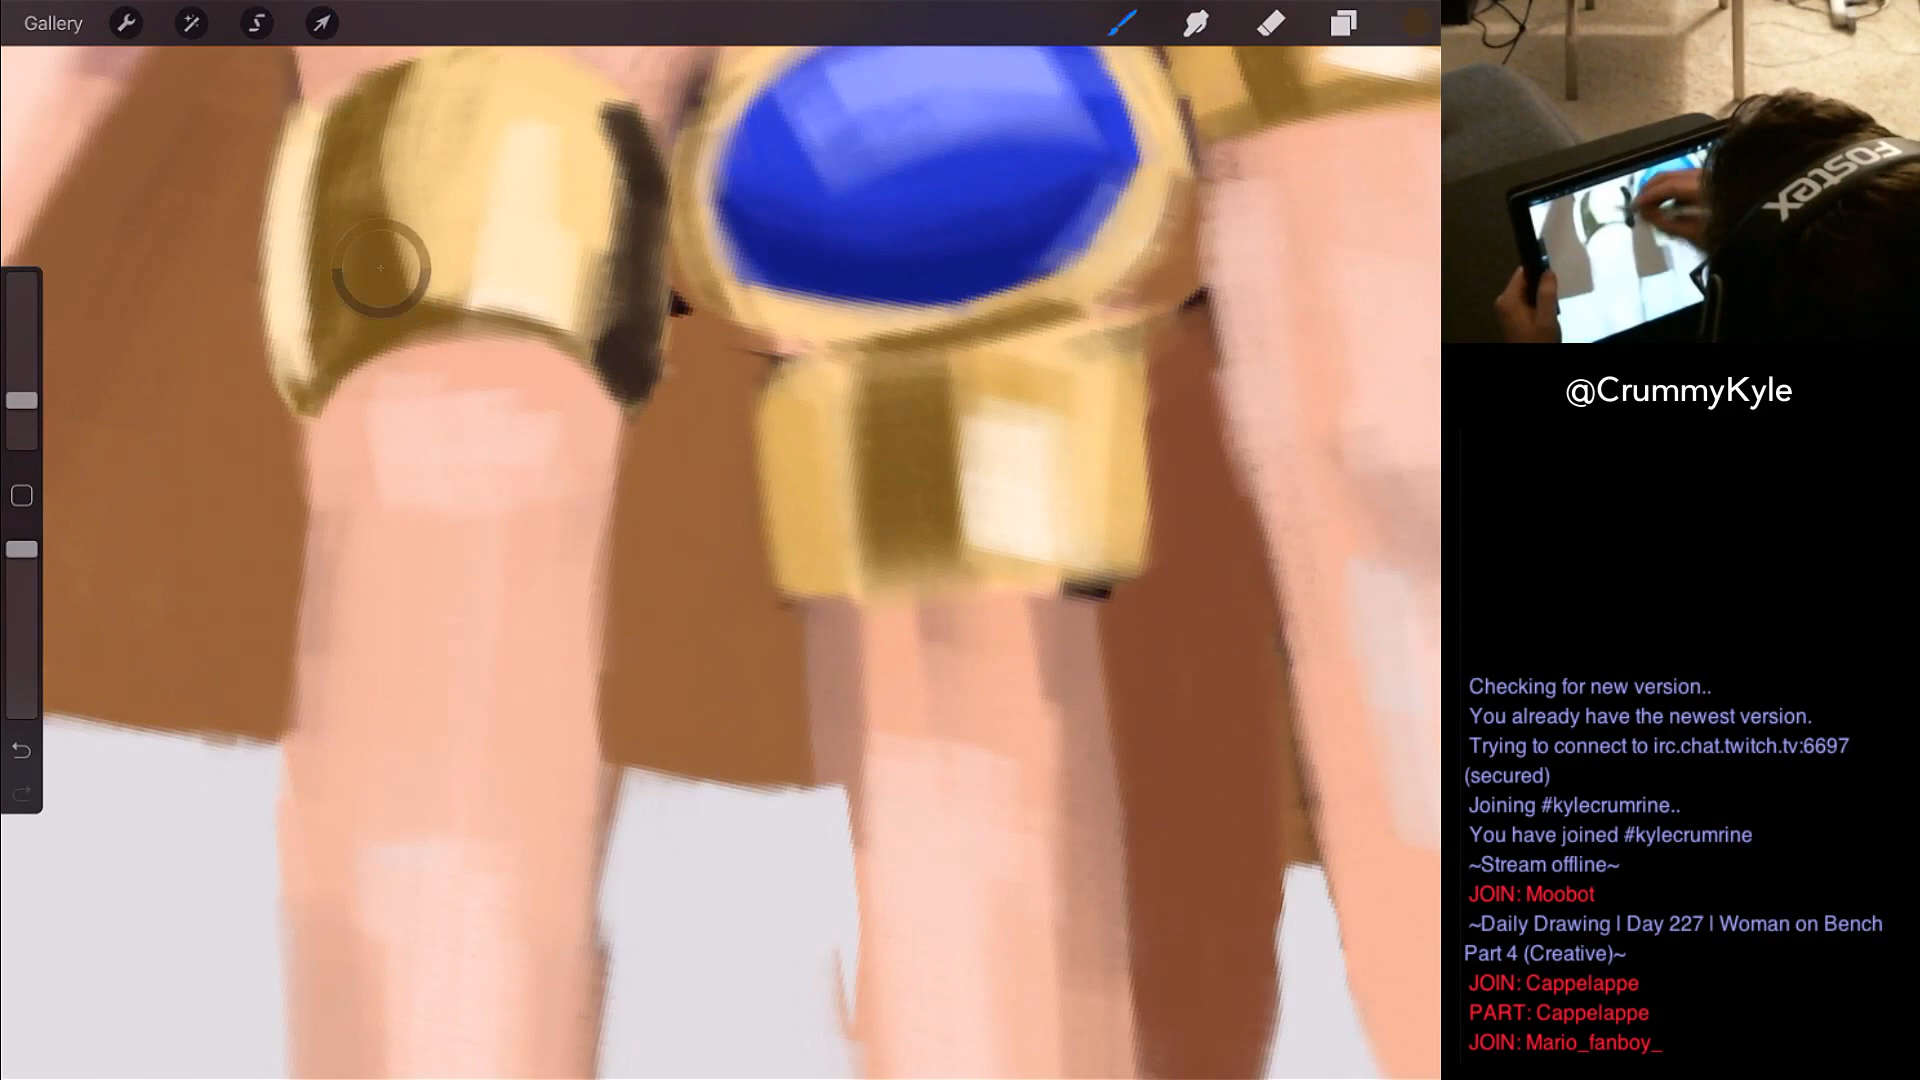 Gallery
FOSTEX
@CrummyKyle
Checking for new version..
You already have the newest version.
Trying to connect to irc.chat.twitch.tv:6697
(secured)
Joining #kylecrumrine..
You have joined #kylecrumrine
~Stream offline~
JOIN: Moobot
~Daily Drawing | Day 227 | Woman on Bench
Part 4 (Creative)~
JOIN: Cappelappe
PART: Cappelappe
JOIN: Mario_fanboy_